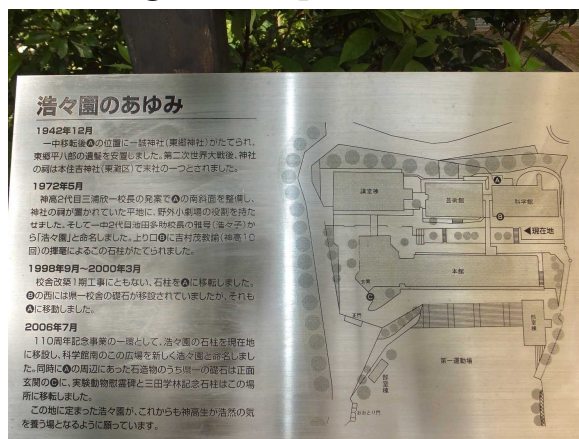 浩々園のあゆみ
1942年12月
一中移転後Ⓐの位置に一誠神社(東郷神社)がたてられ、
東郷平八郎の遺髪を安置しました。第二次世界大戦後、神社
の祠は本住吉神社(東灘区)で末社の一つとされました。
1972年5月
神高2代目三浦欣一校長の発案でⒶの南斜面を整備し、
神社の祠が置かれていた平地に、野外小劇場の役割を持た
せました。そして一中2代目池田多助校長の雅号(浩々子)か
ら「浩々園」と命名しました。上り口Ⓑに吉村茂教諭(神高10
回)の揮毫によるこの石柱がたてられました。
1998年9月~2000年3月
校舎改築1期工事にともない、石柱をⒶに移転しました。
Ⓑの西には県一校舎の礎石が移設されていましたが、それも
Ⓐに移動しました。
2006年7月
110周年記念事業の一環として、浩々園の石柱を現在地
に移設し、科学館南のこの広場を新しく浩々園と命名しまし
た。同時にⒶの周辺にあった石造物のうち県一の礎石は正面
玄関のⒸに、実験動物慰霊碑と三田学林記念石柱はこの場
所に移転しました。
この地に定まった浩々園が、これからも神高生が浩然の気
を養う場となるように願っています。
講堂棟
芸術館
Ⓐ
科学館
Ⓑ
◀現在地
本館
玄関
Ⓒ
正門
部室棟
第一運動場
部室棟
おおとり門